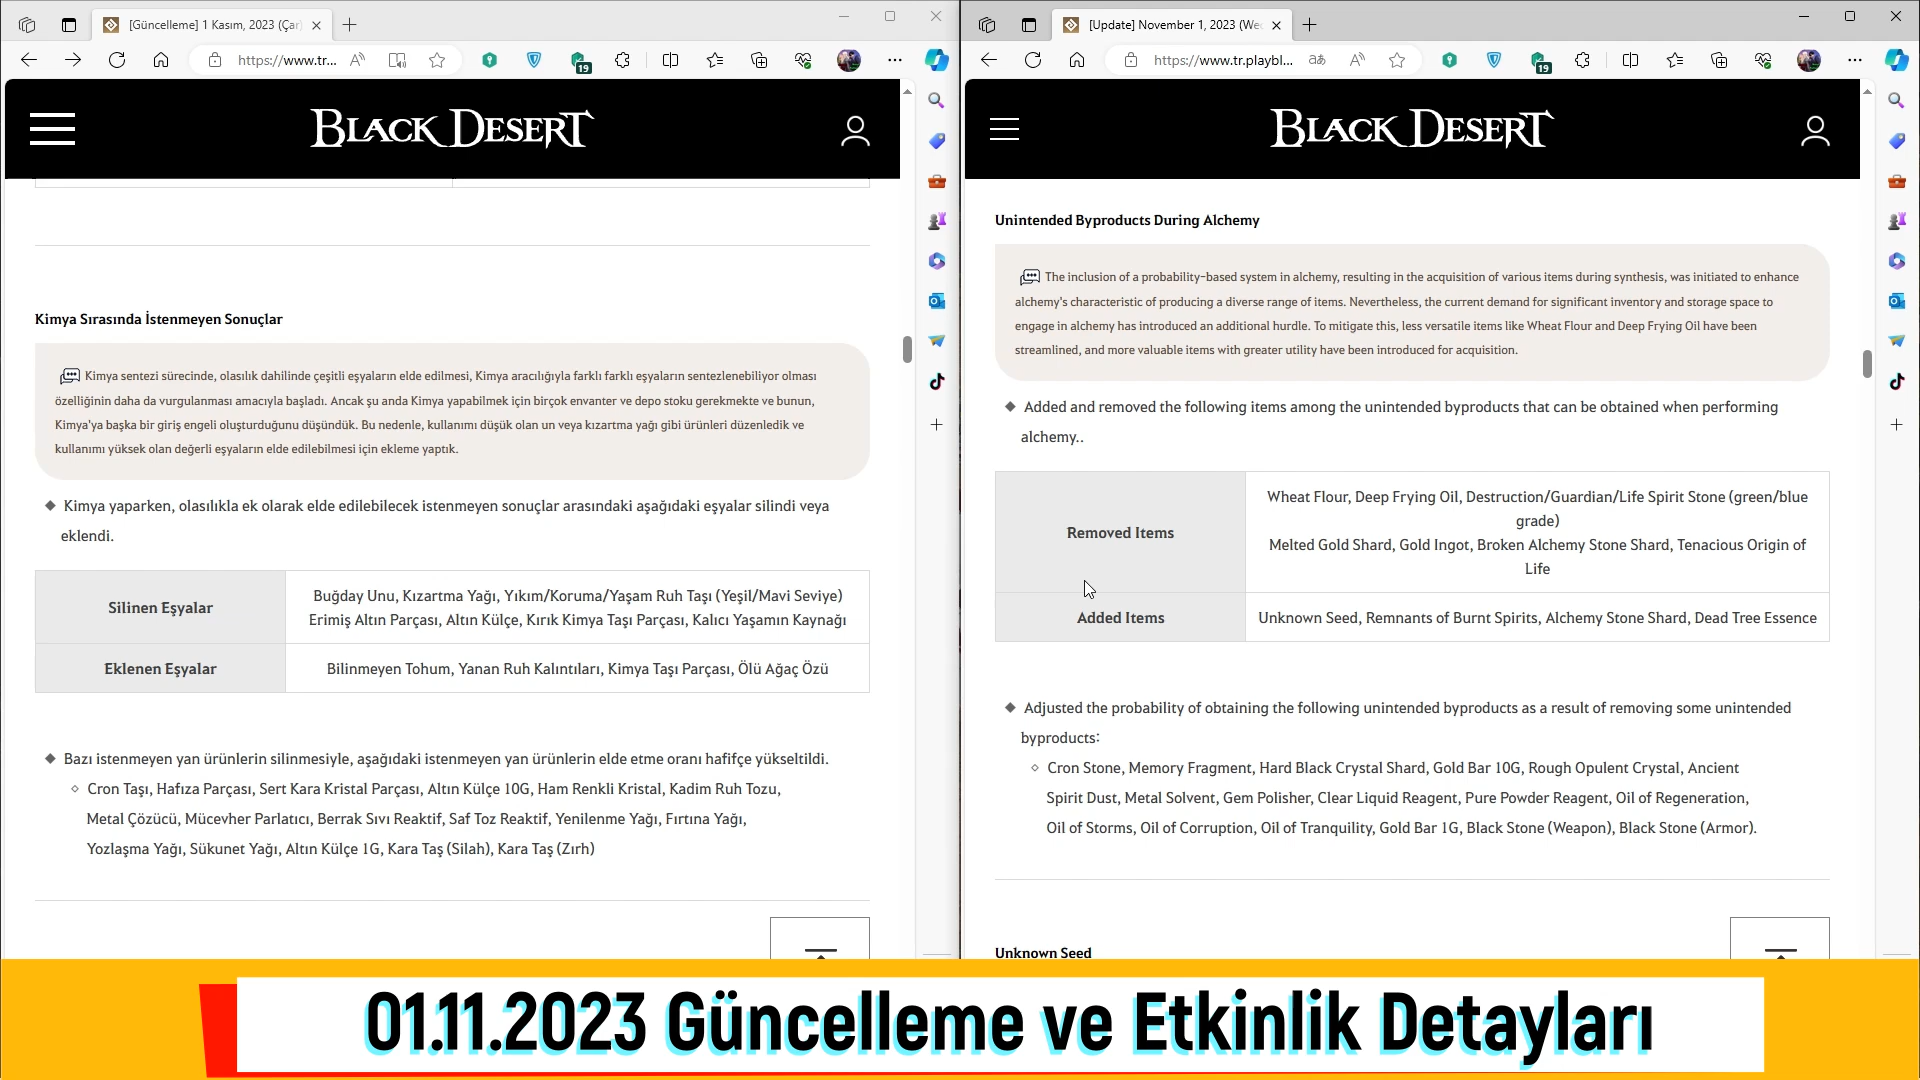 [Güncelleme] 1 Kasım, 2023 (Çar
https://www.tr...
19
BLACK DESERT
Kimya Sırasında İstenmeyen Sonuçlar
Kimya sentezi sürecinde, olasılık dahilinde çeşitli eşyaların elde edilmesi, Kimya aracılığıyla farklı farklı eşyaların sentezlenebiliyor olması
özelliğinin daha da vurgulanması amacıyla başladı. Ancak şu anda Kimya yapabilmek için birçok envanter ve depo stoku gerekmekte ve bunun,
Kimya'ya başka bir giriş engeli oluşturduğunu düşündük. Bu nedenle, kullanımı düşük olan un veya kızartma yağı gibi ürünleri düzenledik ve
kullanımı yüksek olan değerli eşyaların elde edilebilmesi için ekleme yaptık.
◆ Kimya yaparken, olasılıkla ek olarak elde edilebilecek istenmeyen sonuçlar arasındaki aşağıdaki eşyalar silindi veya
eklendi.
Silinen Eşyalar
Buğday Unu, Kızartma Yağı, Yıkım/Koruma/Yaşam Ruh Taşı (Yeşil/Mavi Seviye)
Erimiş Altın Parçası, Altın Külçe, Kırık Kimya Taşı Parçası, Kalıcı Yaşamın Kaynağı
Eklenen Eşyalar
Bilinmeyen Tohum, Yanan Ruh Kalıntıları, Kimya Taşı Parçası, Ölü Ağaç Özü
◆ Bazı istenmeyen yan ürünlerin silinmesiyle, aşağıdaki istenmeyen yan ürünlerin elde etme oranı hafifçe yükseltildi.
◇ Cron Taşı, Hafıza Parçası, Sert Kara Kristal Parçası, Altın Külçe 10G, Ham Renkli Kristal, Kadim Ruh Tozu,
Metal Çözücü, Mücevher Parlatıcı, Berrak Sıvı Reaktif, Saf Toz Reaktif, Yenilenme Yağı, Fırtına Yağı,
Yozlaşma Yağı, Sükunet Yağı, Altın Külçe 1G, Kara Taş (Silah), Kara Taş (Zırh)
[Update] November 1, 2023 (Wed
https://www.tr.playbl...
19
BLACK DESERT
Unintended Byproducts During Alchemy
The inclusion of a probability-based system in alchemy, resulting in the acquisition of various items during synthesis, was initiated to enhance
alchemy's characteristic of producing a diverse range of items. Nevertheless, the current demand for significant inventory and storage space to
engage in alchemy has introduced an additional hurdle. To mitigate this, less versatile items like Wheat Flour and Deep Frying Oil have been
streamlined, and more valuable items with greater utility have been introduced for acquisition.
◆ Added and removed the following items among the unintended byproducts that can be obtained when performing
alchemy..
Removed Items
Wheat Flour, Deep Frying Oil, Destruction/Guardian/Life Spirit Stone (green/blue
grade)
Melted Gold Shard, Gold Ingot, Broken Alchemy Stone Shard, Tenacious Origin of
Life
Added Items
Unknown Seed, Remnants of Burnt Spirits, Alchemy Stone Shard, Dead Tree Essence
◆ Adjusted the probability of obtaining the following unintended byproducts as a result of removing some unintended
byproducts:
◇ Cron Stone, Memory Fragment, Hard Black Crystal Shard, Gold Bar 10G, Rough Opulent Crystal, Ancient
Spirit Dust, Metal Solvent, Gem Polisher, Clear Liquid Reagent, Pure Powder Reagent, Oil of Regeneration,
Oil of Storms, Oil of Corruption, Oil of Tranquility, Gold Bar 1G, Black Stone (Weapon), Black Stone (Armor).
Unknown Seed
01.11.2023 Güncelleme ve Etkinlik Detayları